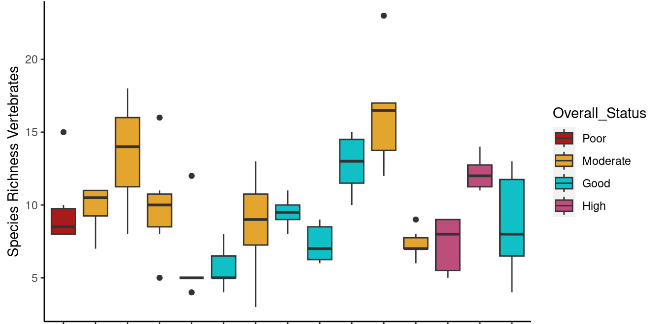 Species Richness Vertebrates
20
15
10
5
Overall_Status
Poor
Moderate
Good
High